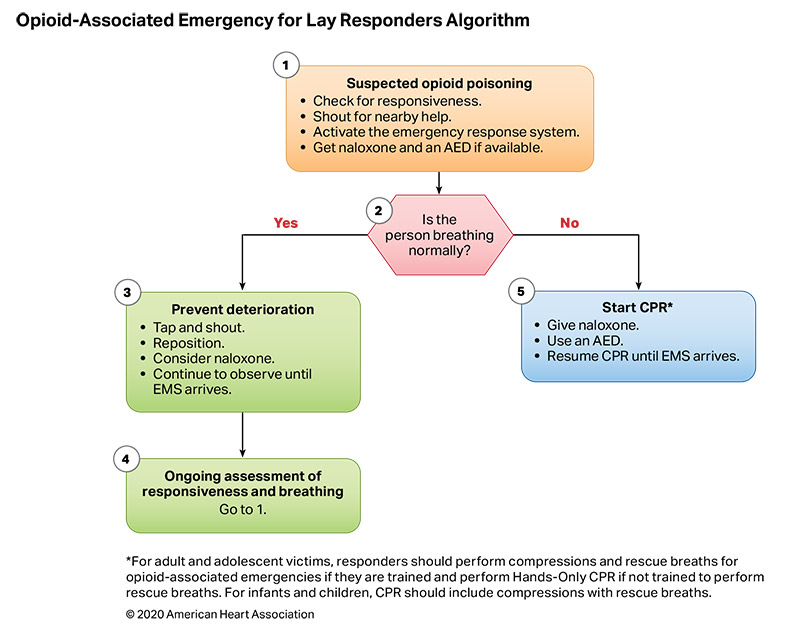 Opioid-Associated Emergency for Lay Responders Algorithm
1
Suspected opioid poisoning
• Check for responsiveness.
• Shout for nearby help.
• Activate the emergency response system.
• Get naloxone and an AED if available.
2
Is the
person breathing
normally?
Yes
No
3
Prevent deterioration
• Tap and shout.
• Reposition.
• Consider naloxone.
• Continue to observe until
EMS arrives.
5
Start CPR*
• Give naloxone.
• Use an AED.
• Resume CPR until EMS arrives.
4
Ongoing assessment of
responsiveness and breathing
Go to 1.
*For adult and adolescent victims, responders should perform compressions and rescue breaths for
opioid-associated emergencies if they are trained and perform Hands-Only CPR if not trained to perform
rescue breaths. For infants and children, CPR should include compressions with rescue breaths.
© 2020 American Heart Association